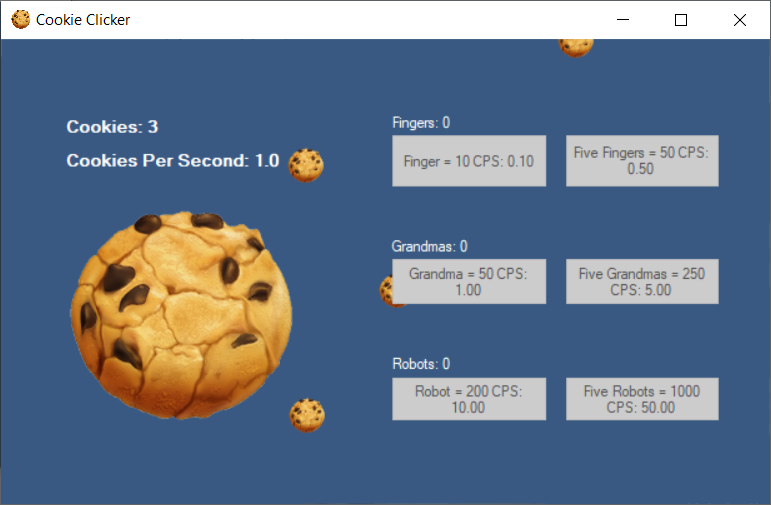 Cookie Clicker
Cookies: 3
Cookies Per Second: 1.0
Fingers: 0
Finger = 10 CPS: 0.10
Five Fingers = 50 CPS:
0.50
Grandmas: 0
Grandma = 50 CPS:
1.00
Five Grandmas = 250
CPS: 5.00
Robots: 0
Robot = 200 CPS:
10.00
Five Robots = 1000
CPS: 50.00